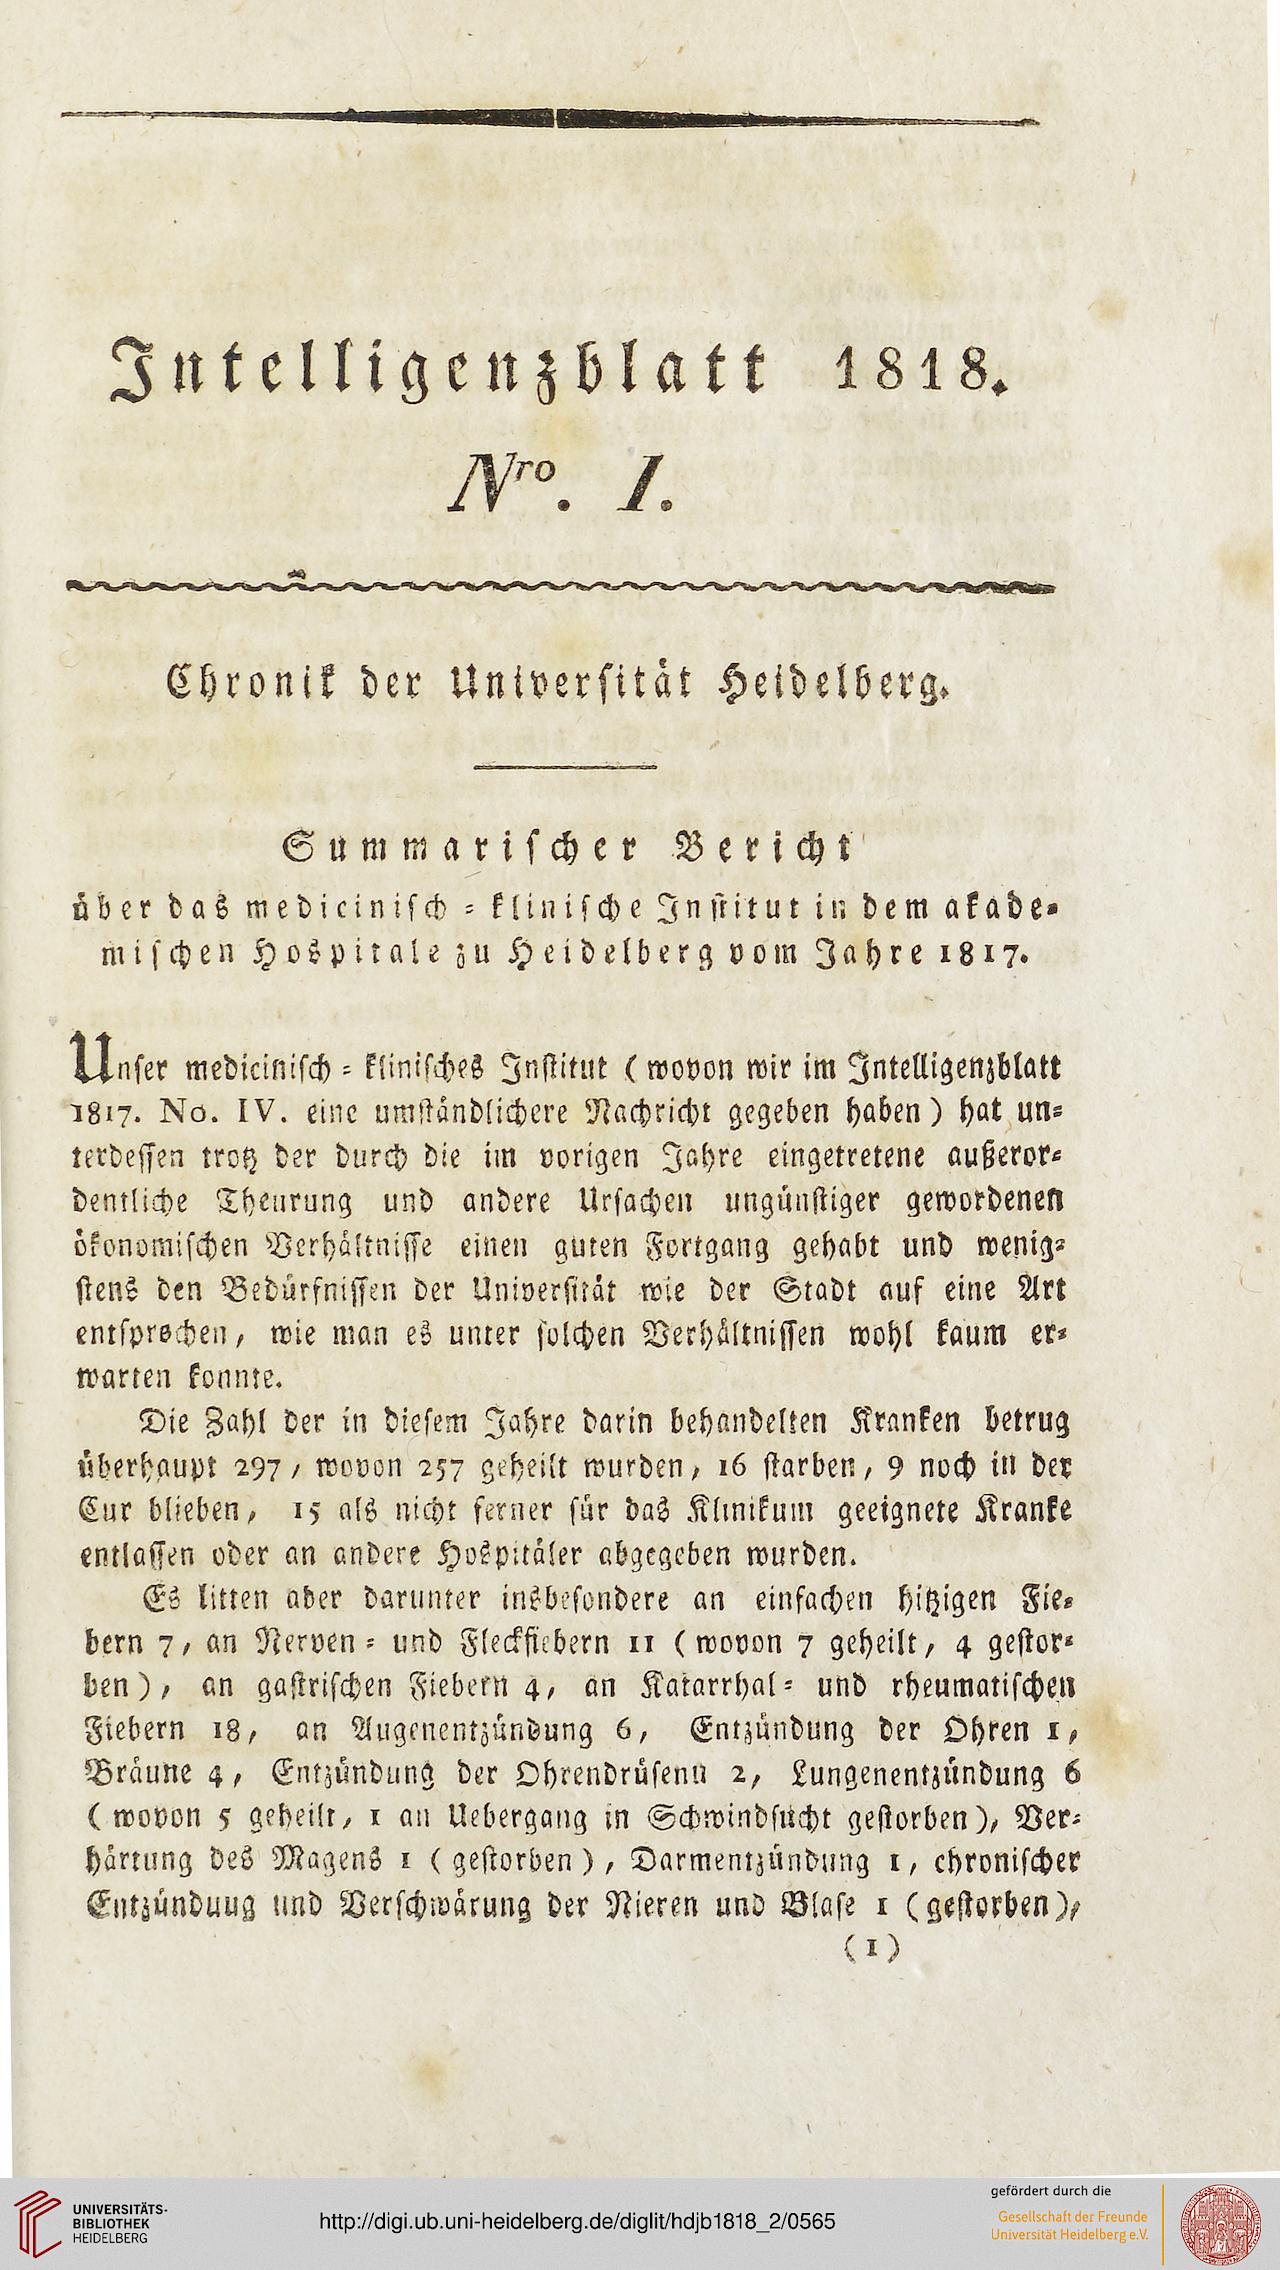 Intelligenzblatt 1818.
Nro. I.
Chronik der Universität Heidelberg.
Summarischer Bericht
über das medicinisch-klinische Institut in dem akade-
mischen Hospitale zu Heidelberg vom Jahre 1817.
Unser medicinisch-klinisches Institut (wovon wir im Intelligenzblatt
1817. No. IV. eine umständlichere Nachricht gegeben haben) hat un-
terdessen trotz der durch die im vorigen Jahre eingetretene außeror-
dentliche Theurung und andere Ursachen ungünstiger gewordenen
ökonomischen Verhältnisse einen guten Fortgang gehabt und wenig-
stens den Bedürfnissen der Universität wie der Stadt auf eine Art
entsprochen, wie man es unter solchen Verhältnissen wohl kaum er-
warten konnte.
Die Zahl der in diesem Jahre darin behandelten Kranken betrug
überhaupt 297, wovon 257 geheilt wurden, 16 starben, 9 noch in der
Cur blieben, 15 als nicht ferner für das Klinikum geeignete Kranke
entlassen oder an andere Hospitäler abgegeben wurden.
Es litten aber darunter insbesondere an einfachen hitzigen Fie-
bern 7, an Nerven- und Fleckfiebern 11 (wovon 7 geheilt, 4 gestor-
ben), an gastrischen Fiebern 4, an Katarrhal- und rheumatischen
Fiebern 18, an Augenentzündung 6, Entzündung der Ohren 1,
Bräune 4, Entzündung der Ohrendrüsenn 2, Lungenentzündung 6
(wovon 5 geheilt, 1 an Uebergang in Schwindsucht gestorben), Ver-
härtung des Magens 1 (gestorben), Darmentzündung 1, chronischer
Entzünduug und Verschwärung der Nieren und Blase 1 (gestorben),
(1)
UNIVERSITÄTS-
BIBLIOTHEK
HEIDELBERG
http://digi.ub.uni-heidelberg.de/diglit/hdjb1818_2/0565
gefördert durch die
Gesellschaft der Freunde
Universität Heidelberg e.V.